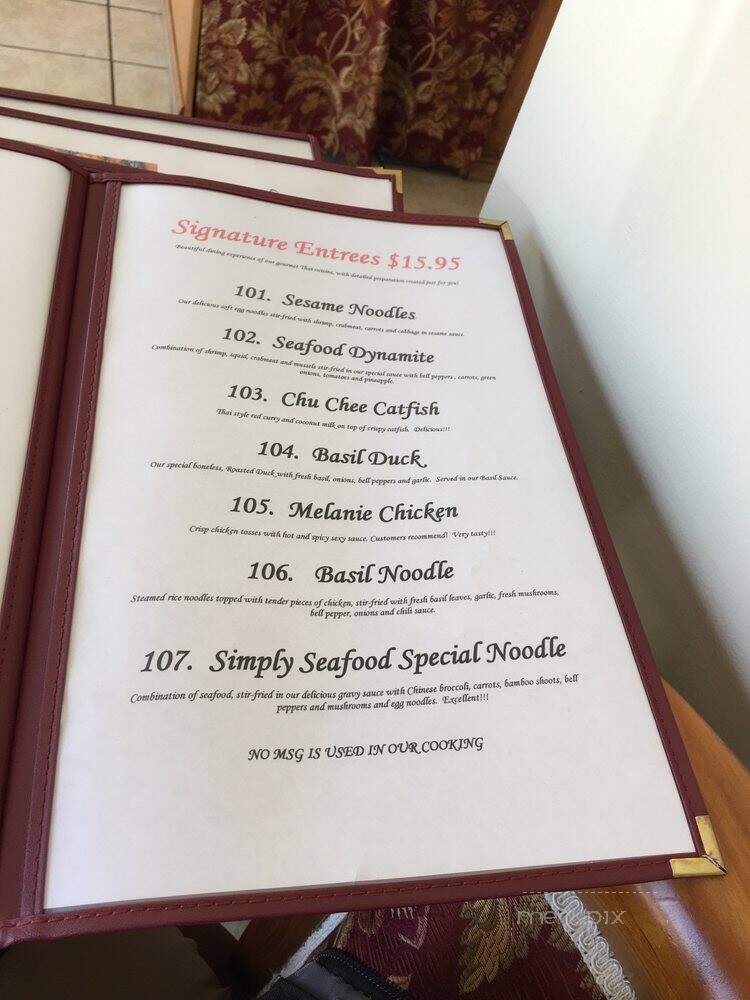 Signature Entrees $15.95
Beautiful dining experience of our gourmet Thai cuisine, with detailed preparation created just for you!
101. Sesame Noodles
Our delicious soft egg noodles stir-fried with shrimp, crabmeat, carrots and cabbage in sesame sauce.
102. Seafood Dynamite
Combination of shrimp, squid, crabmeat and mussels stir-fried in our special sauce with bell peppers , carrots, green
onions, tomatoes and pineapple.
103. Chu Chee Catfish
Thai style red curry and coconut milk on top of crispy catfish. Delicious!!!
104. Basil Duck
Our special boneless, Roasted Duck with fresh basil, onions, bell peppers and garlic. Served in our Basil Sauce.
105. Melanie Chicken
Crisp chicken tosses with hot and spicy sexy sauce. Customers recommend! Very tasty!!!
106. Basil Noodle
Steamed rice noodles topped with tender pieces of chicken, stir-fried with fresh basil leaves, garlic, fresh mushrooms,
bell pepper, onions and chili sauce.
107. Simply Seafood Special Noodle
Combination of seafood, stir-fried in our delicious gravy sauce with Chinese broccoli, carrots, bamboo shoots, bell
peppers and mushrooms and egg noodles. Excellent!!!
NO MSG IS USED IN OUR COOKING
menupix